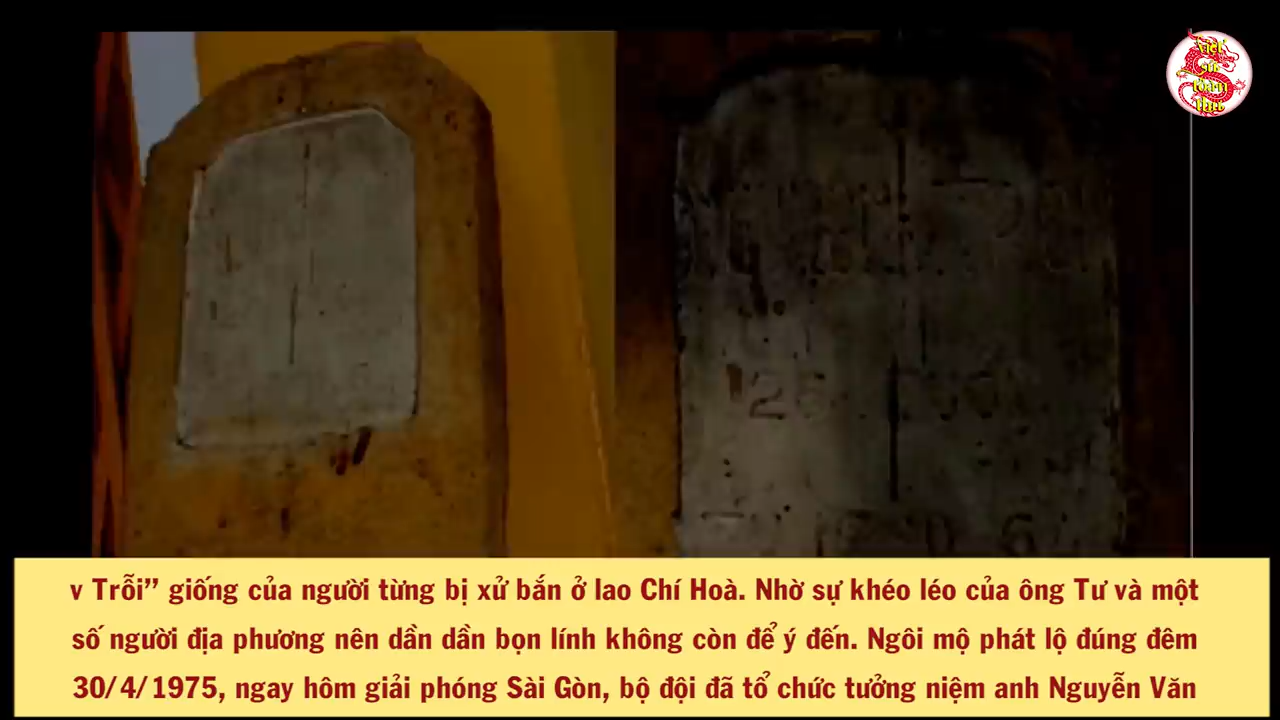 v Trỗi” giống của người từng bị xử bắn ở lao Chí Hoà. Nhờ sự khéo léo của ông Tư và một
số người địa phương nên dần dần bọn lính không còn để ý đến. Ngôi mộ phát lộ đúng đêm
30/4/1975, ngay hôm giải phóng Sài Gòn, bộ đội đã tổ chức tưởng niệm anh Nguyễn Văn